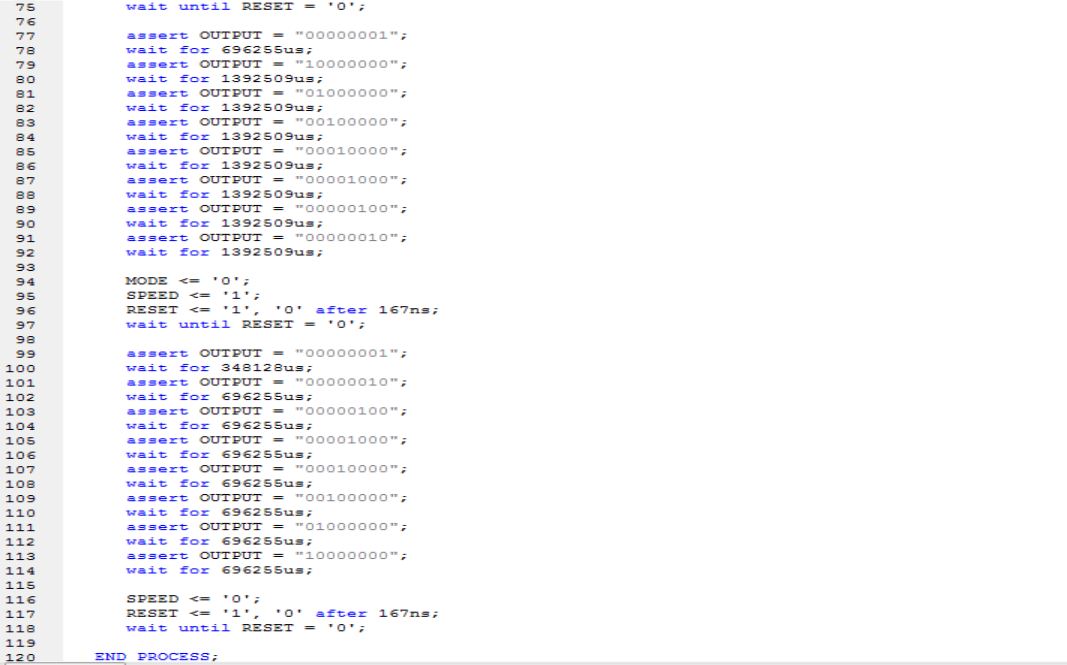 75 wait until RESET = '0';
76
77 assert OUTPUT = "00000001";
78 wait for 696255us;
79 assert OUTPUT = "10000000";
80 wait for 1392509us;
81 assert OUTPUT = "01000000";
82 wait for 1392509us;
83 assert OUTPUT = "00100000";
84 wait for 1392509us;
85 assert OUTPUT = "00010000";
86 wait for 1392509us;
87 assert OUTPUT = "00001000";
88 wait for 1392509us;
89 assert OUTPUT = "00000100";
90 wait for 1392509us;
91 assert OUTPUT = "00000010";
92 wait for 1392509us;
93
94 MODE <= '0';
95 SPEED <= '1';
96 RESET <= '1', '0' after 167ns;
97 wait until RESET = '0';
98
99 assert OUTPUT = "00000001";
100 wait for 348128us;
101 assert OUTPUT = "00000010";
102 wait for 696255us;
103 assert OUTPUT = "00000100";
104 wait for 696255us;
105 assert OUTPUT = "00001000";
106 wait for 696255us;
107 assert OUTPUT = "00010000";
108 wait for 696255us;
109 assert OUTPUT = "00100000";
110 wait for 696255us;
111 assert OUTPUT = "01000000";
112 wait for 696255us;
113 assert OUTPUT = "10000000";
114 wait for 696255us;
115
116 SPEED <= '0';
117 RESET <= '1', '0' after 167ns;
118 wait until RESET = '0';
119
120 END PROCESS;